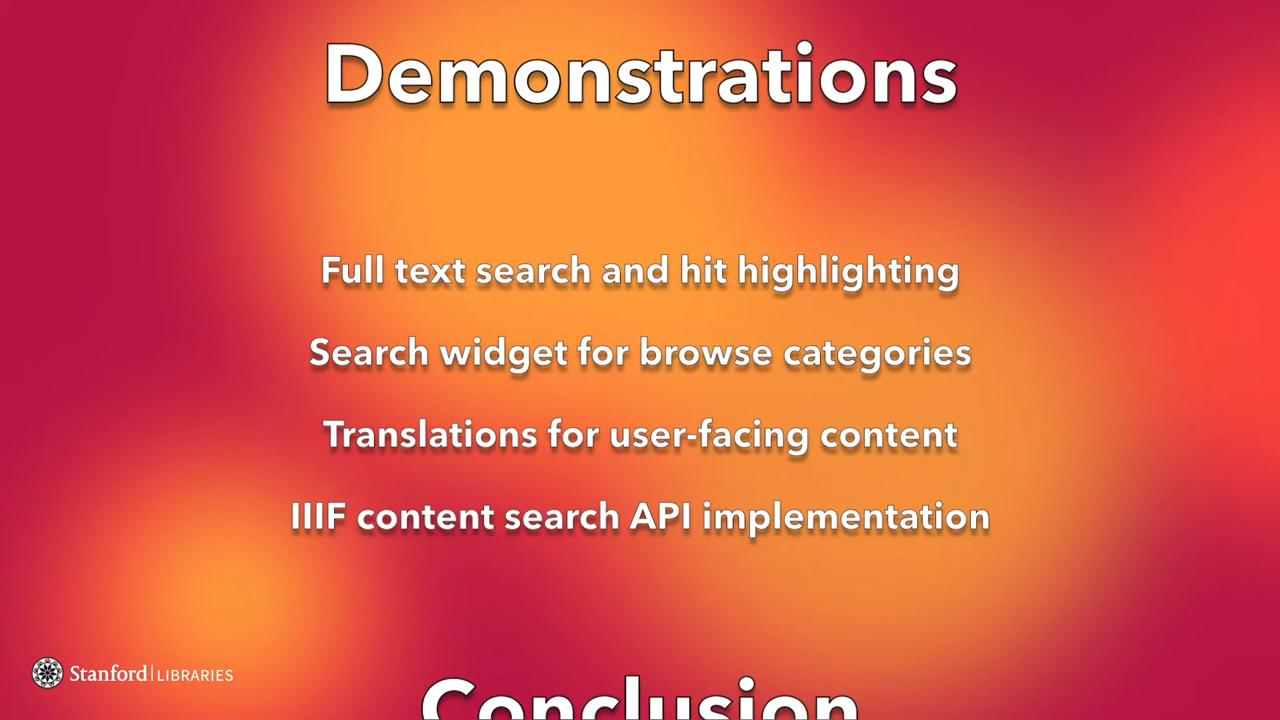 Demonstrations
Full text search and hit highlighting
Search widget for browse categories
Translations for user-facing content
IIIF content search API implementation
Stanford LIBRARIES
Conclusion